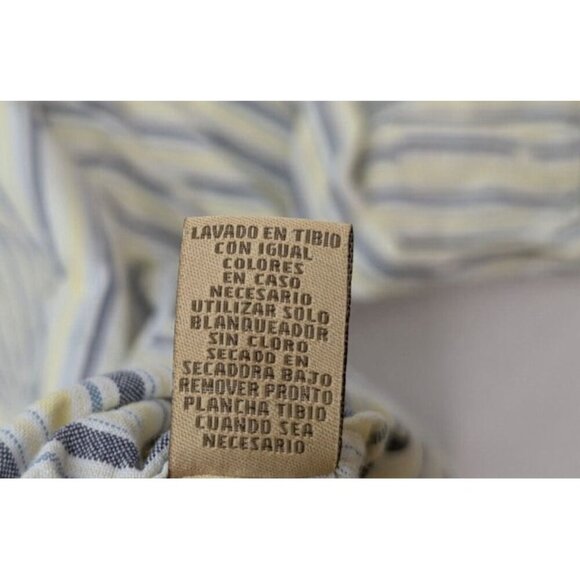 LAVADO EN TIBIO
CON IGUAL
COLORES
EN CASO
NECESARIO
UTILIZAR SOLO
BLANQUEADOR
SIN CLORO
SECADO EN
SECADORA BAJO
REMOVER PRONTO
PLANCHA TIBIO
CUANDO SEA
NECESARIO